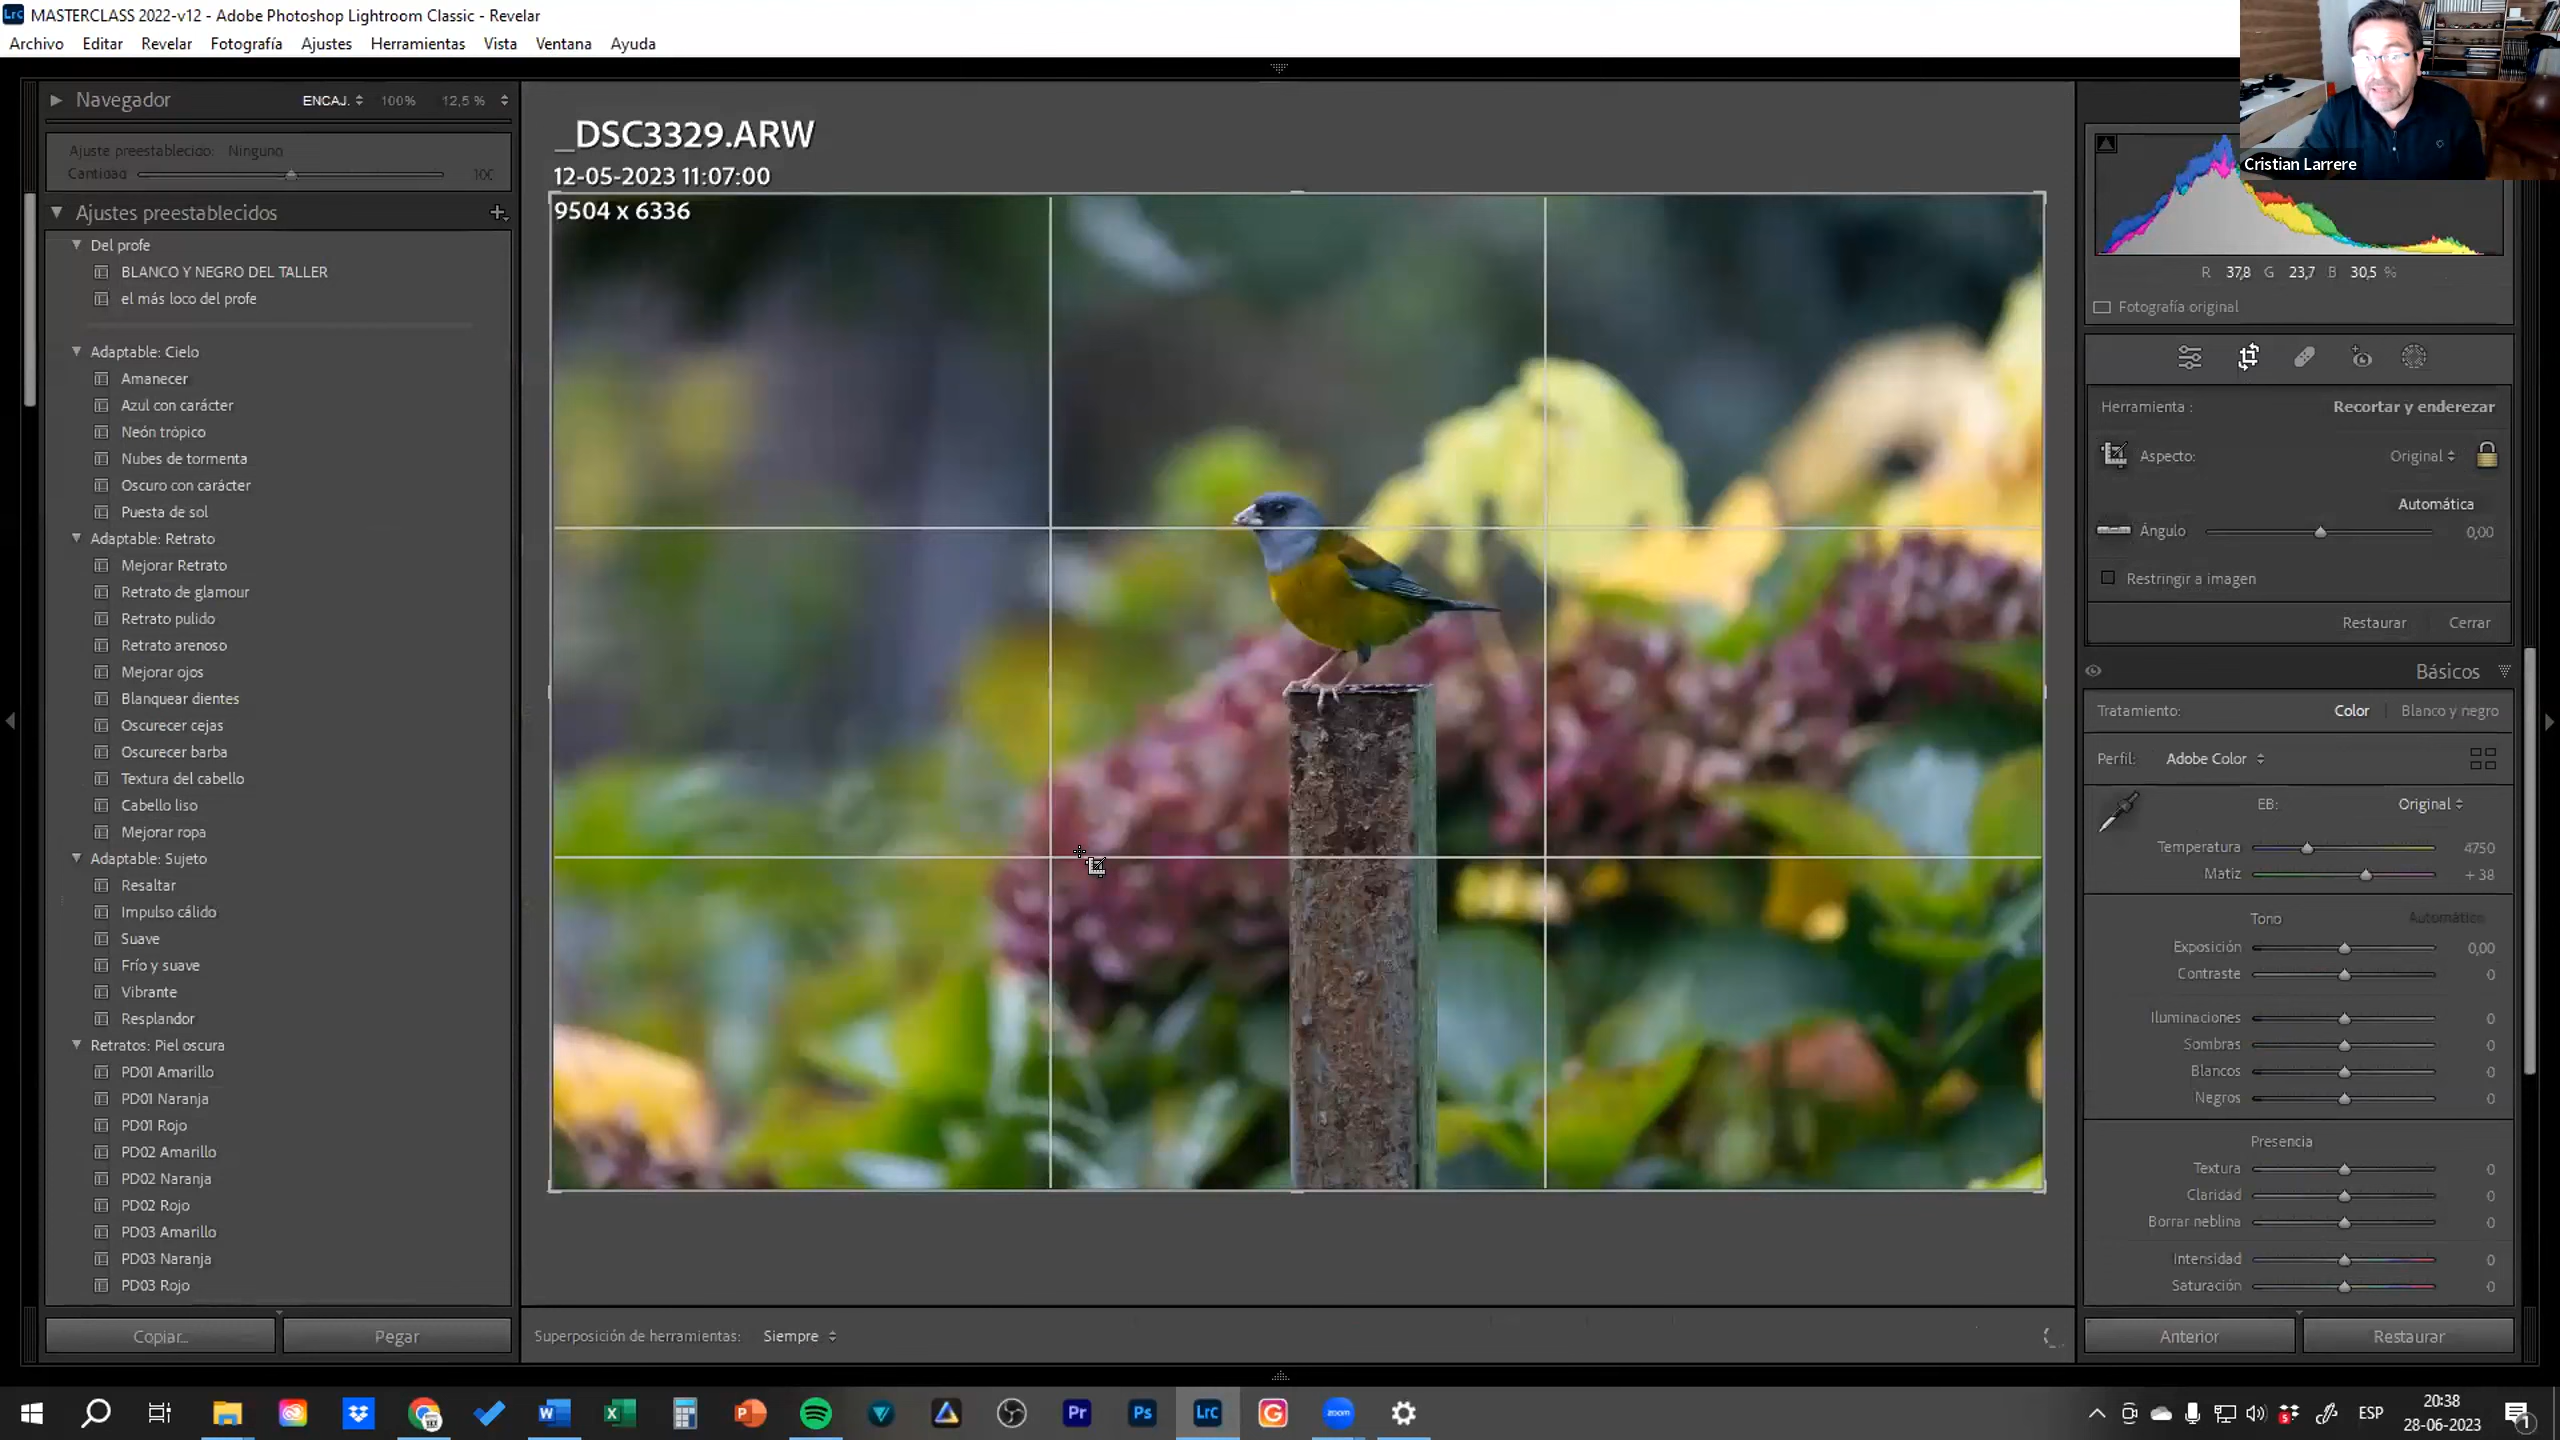 MASTERCLASS 2022-v12 - Adobe Photoshop Lightroom Classic - Revelar
Archivo Editar Revelar Fotografía Ajustes Herramientas Vista Ventana Ayuda
Navegador ENCAJ. 100% 12,5 %
Ajuste preestablecido: Ninguno
Cantidad 100
Ajustes preestablecidos
Del profe
BLANCO Y NEGRO DEL TALLER
el más loco del profe
Adaptable: Cielo
Amanecer
Azul con carácter
Neón trópico
Nubes de tormenta
Oscuro con carácter
Puesta de sol
Adaptable: Retrato
Mejorar Retrato
Retrato de glamour
Retrato pulido
Retrato arenoso
Mejorar ojos
Blanquear dientes
Oscurecer cejas
Oscurecer barba
Textura del cabello
Cabello liso
Mejorar ropa
Adaptable: Sujeto
Resaltar
Impulso cálido
Suave
Frío y suave
Vibrante
Resplandor
Retratos: Piel oscura
PD01 Amarillo
PD01 Naranja
PD01 Rojo
PD02 Amarillo
PD02 Naranja
PD02 Rojo
PD03 Amarillo
PD03 Naranja
PD03 Rojo
Copiar... Pegar
_DSC3329.ARW
12-05-2023 11:07:00
9504 x 6336
Superposición de herramientas: Siempre
Cristian Larrere
R 37,8 G 23,7 B 30,5 %
Fotografía original
Herramienta : Recortar y enderezar
Aspecto: Original
Automática
Ángulo 0,00
Restringir a imagen
Restaurar Cerrar
Básicos
Tratamiento: Color Blanco y negro
Perfil: Adobe Color
EB: Original
Temperatura 4750
Matiz + 38
Tono Automático
Exposición 0,00
Contraste 0
Iluminaciones 0
Sombras 0
Blancos 0
Negros 0
Presencia
Textura 0
Claridad 0
Borrar neblina 0
Intensidad 0
Saturación 0
Anterior Restaurar
W X P Pr Ps LrC G zoom
ESP
20:38
28-06-2023
1